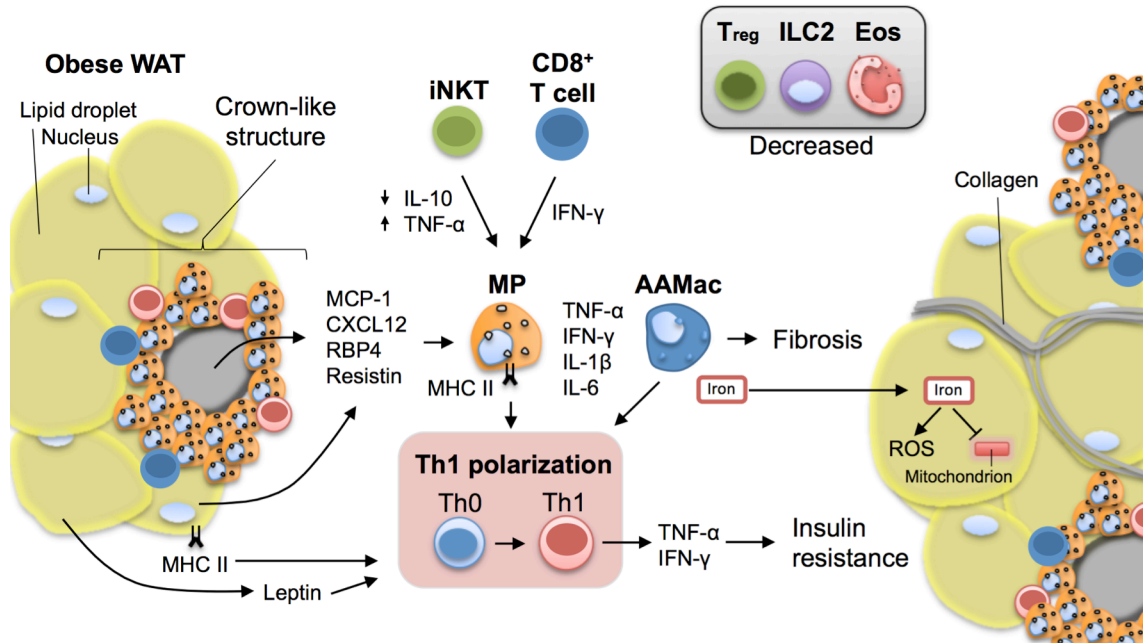 Obese WAT
Lipid droplet
Nucleus
Crown-like
structure
iNKT
CD8⁺
T cell
↓ IL-10
↑ TNF-α
IFN-γ
Treg ILC2 Eos
Decreased
MCP-1
CXCL12
RBP4
Resistin
MP
MHC II
TNF-α
IFN-γ
IL-1β
IL-6
AAMac
Fibrosis
Iron
Collagen
Iron
ROS
Mitochondrion
Th1 polarization
Th0 Th1
TNF-α
IFN-γ
Insulin
resistance
MHC II
Leptin